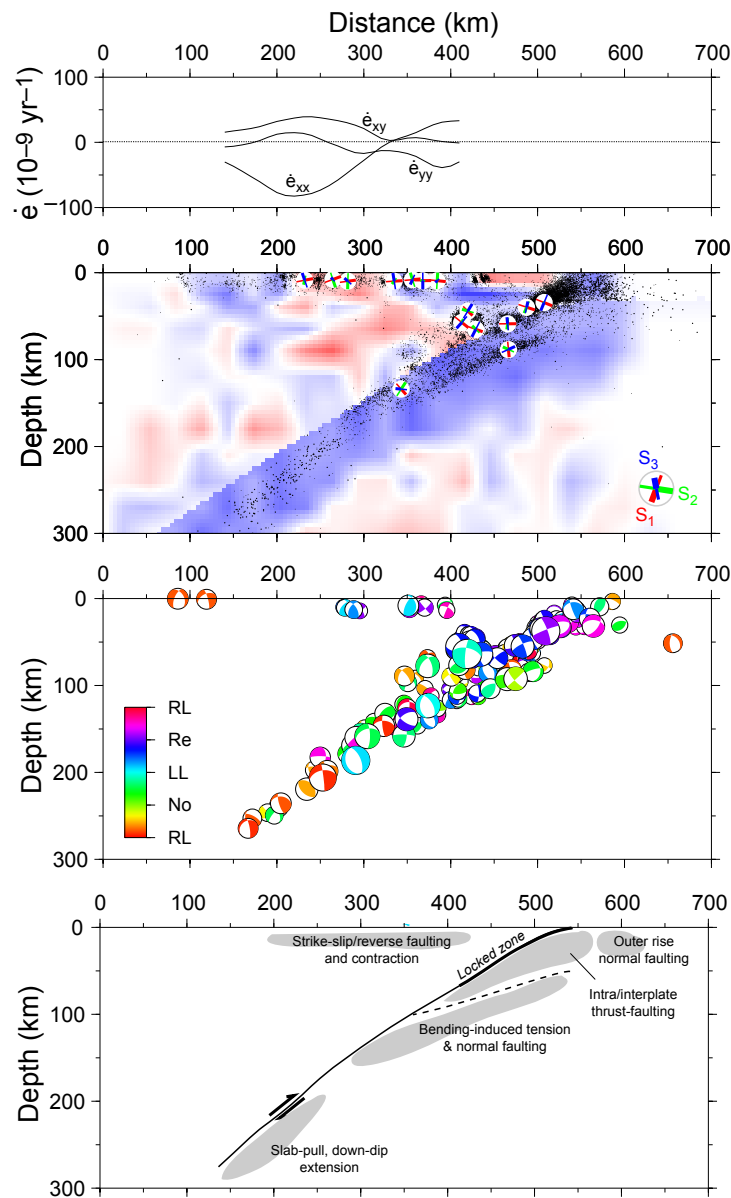 Distance (km)
0 100 200 300 400 500 600 700
ė (10⁻⁹ yr⁻¹)
100
0
−100
ėxy
ėxx
ėyy
0 100 200 300 400 500 600 700
Depth (km)
0
100
200
300
S3
S2
S1
0 100 200 300 400 500 600 700
Depth (km)
0
100
200
300
RL
Re
LL
No
RL
0 100 200 300 400 500 600 700
Depth (km)
0
100
200
300
Strike-slip/reverse faulting
and contraction
Locked zone
Outer rise
normal faulting
Intra/interplate
thrust-faulting
Bending-induced tension
& normal faulting
Slab-pull, down-dip
extension